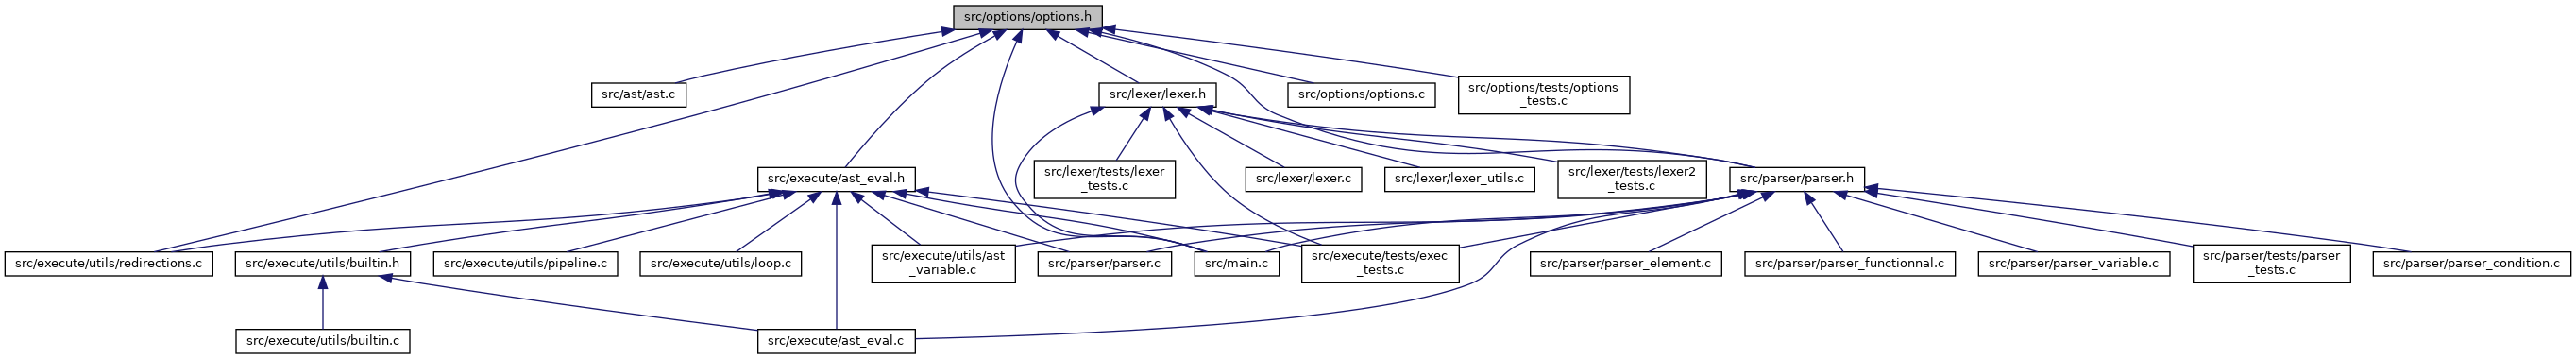 src/options/options.h
src/ast/ast.c
src/lexer/lexer.h
src/options/options.c
src/options/tests/options
_tests.c
src/execute/ast_eval.h
src/lexer/tests/lexer
_tests.c
src/lexer/lexer.c
src/lexer/lexer_utils.c
src/lexer/tests/lexer2
_tests.c
src/parser/parser.h
src/execute/utils/redirections.c
src/execute/utils/builtin.h
src/execute/utils/pipeline.c
src/execute/utils/loop.c
src/execute/utils/ast
_variable.c
src/parser/parser.c
src/main.c
src/execute/tests/exec
_tests.c
src/parser/parser_element.c
src/parser/parser_functionnal.c
src/parser/parser_variable.c
src/parser/tests/parser
_tests.c
src/parser/parser_condition.c
src/execute/utils/builtin.c
src/execute/ast_eval.c